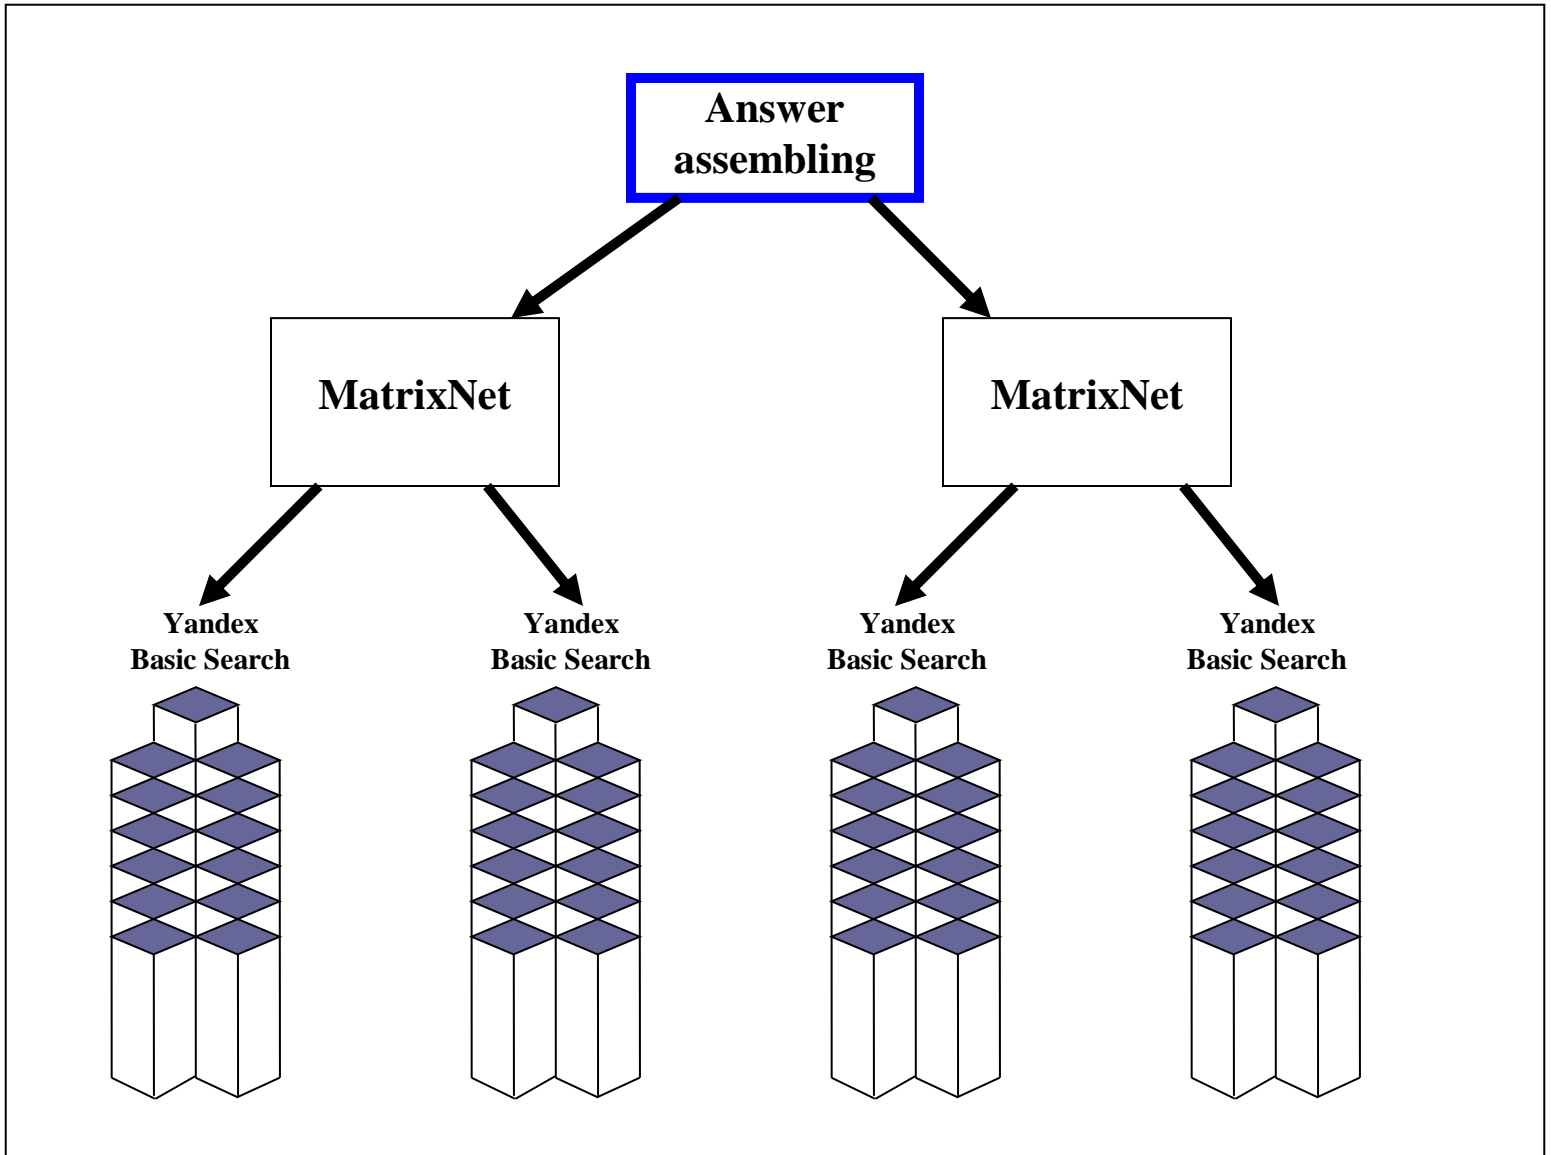 Answer
assembling
MatrixNet
MatrixNet
Yandex
Basic Search
Yandex
Basic Search
Yandex
Basic Search
Yandex
Basic Search